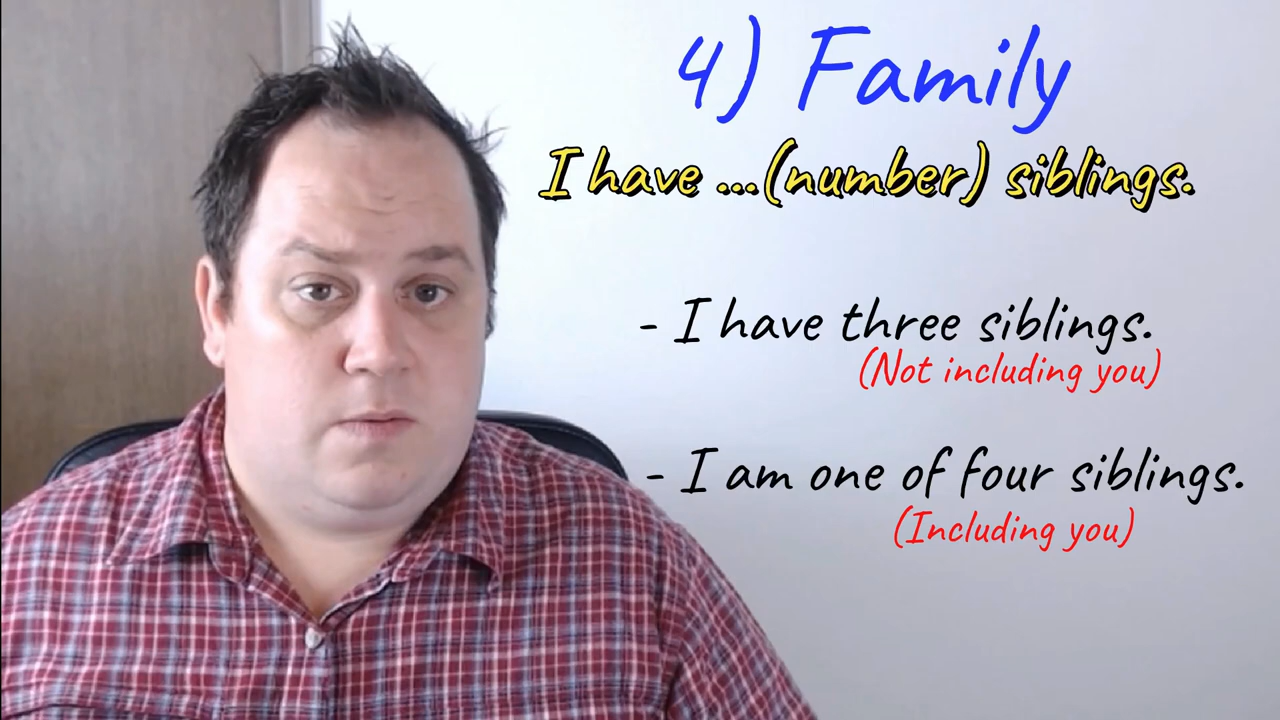 4) Family
I have ...(number) siblings.
- I have three siblings.
(Not including you)
- I am one of four siblings.
(Including you)